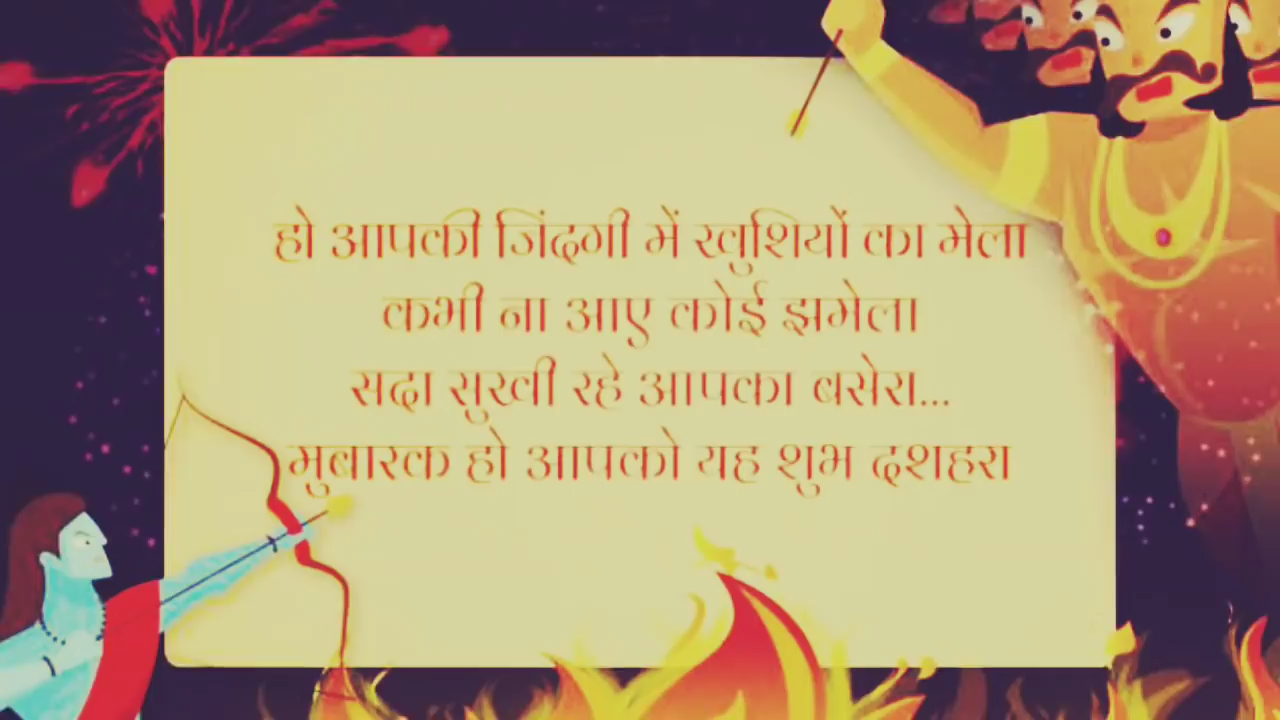 हो आपकी जिंदगी में खुशियों का मेला
कभी ना आए कोई झमेला
सदा सुखी रहे आपका बसेरा...
मुबारक हो आपको यह शुभ दशहरा